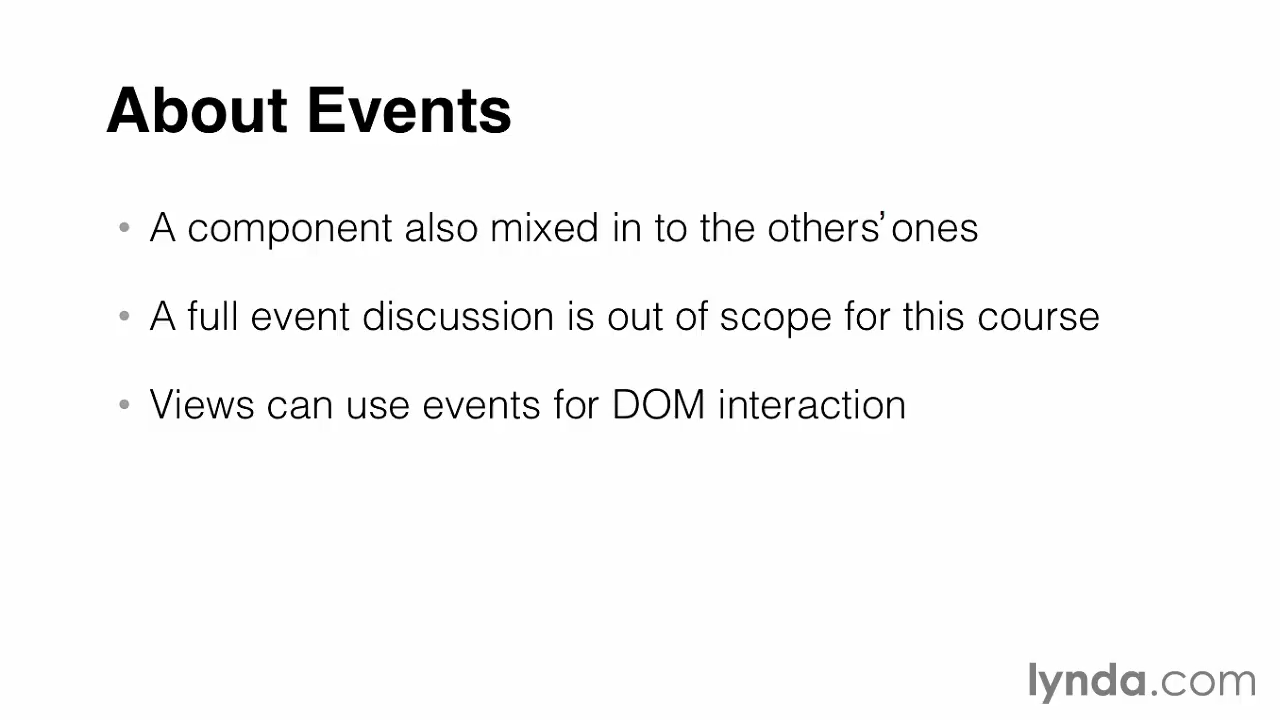 About Events
• A component also mixed in to the others’ ones
• A full event discussion is out of scope for this course
• Views can use events for DOM interaction
lynda.com